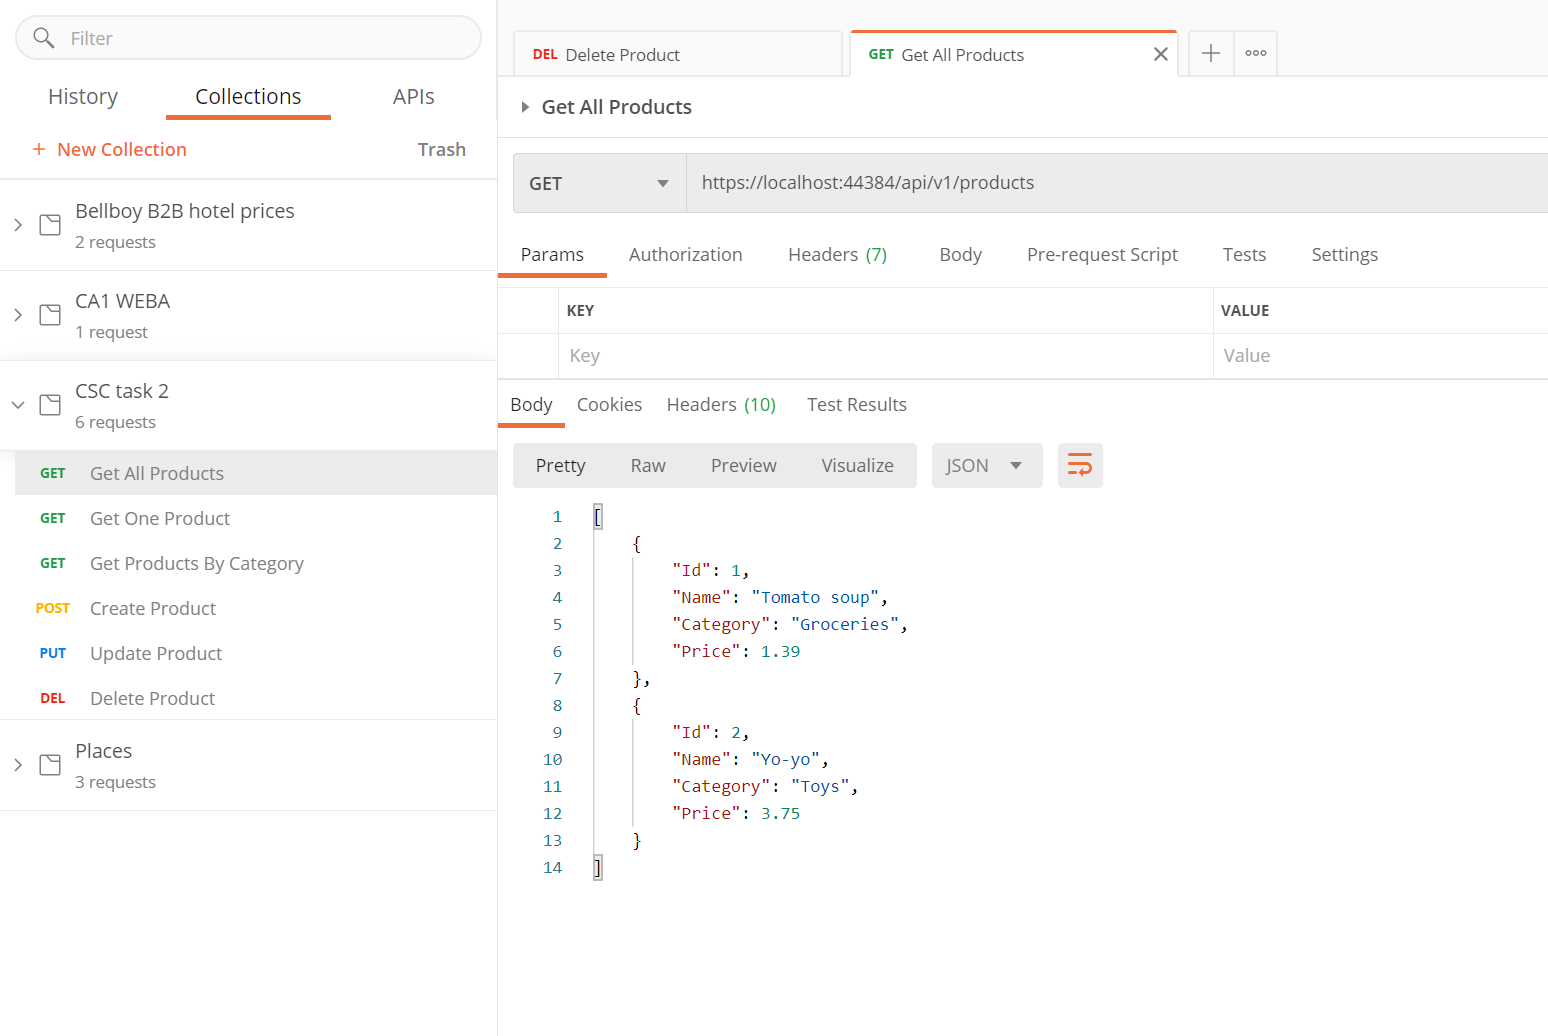 Filter
History Collections APIs
+ New Collection Trash
Bellboy B2B hotel prices
2 requests
CA1 WEBA
1 request
CSC task 2
6 requests
GET Get All Products
GET Get One Product
GET Get Products By Category
POST Create Product
PUT Update Product
DEL Delete Product
Places
3 requests
DEL Delete Product GET Get All Products
Get All Products
GET https://localhost:44384/api/v1/products
Params Authorization Headers (7) Body Pre-request Script Tests Settings
KEY VALUE
Key Value
Body Cookies Headers (10) Test Results
Pretty Raw Preview Visualize JSON
1 [
2 {
3 "Id": 1,
4 "Name": "Tomato soup",
5 "Category": "Groceries",
6 "Price": 1.39
7 },
8 {
9 "Id": 2,
10 "Name": "Yo-yo",
11 "Category": "Toys",
12 "Price": 3.75
13 }
14 ]